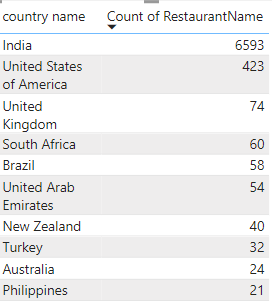 country name Count of RestaurantName
India 6593
United States 423
of America
United 74
Kingdom
South Africa 60
Brazil 58
United Arab 54
Emirates
New Zealand 40
Turkey 32
Australia 24
Philippines 21